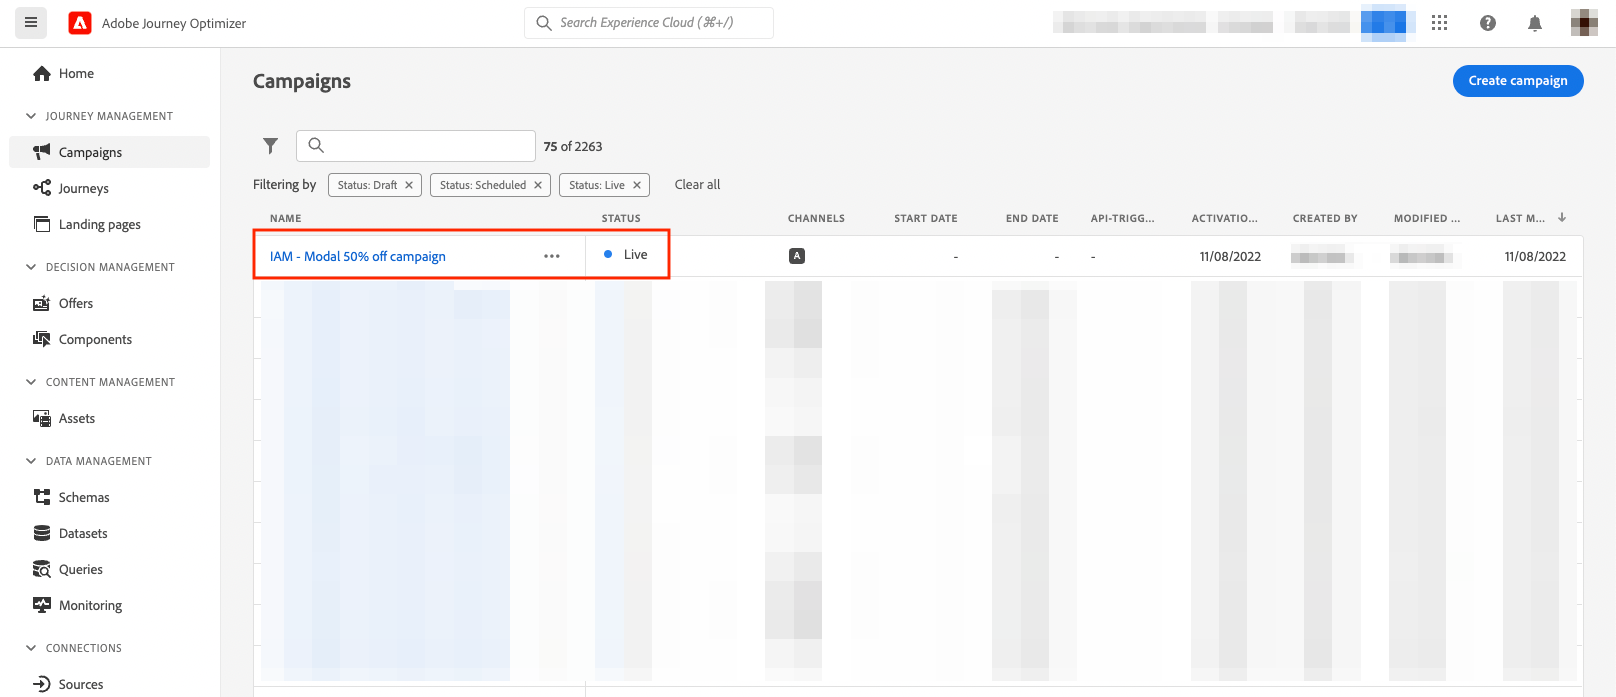 Adobe Journey Optimizer
Search Experience Cloud (⌘+/)
Home
JOURNEY MANAGEMENT
Campaigns
Journeys
Landing pages
DECISION MANAGEMENT
Offers
Components
CONTENT MANAGEMENT
Assets
DATA MANAGEMENT
Schemas
Datasets
Queries
Monitoring
CONNECTIONS
Sources
Campaigns
Create campaign
75 of 2263
Filtering by Status: Draft Status: Scheduled Status: Live Clear all
NAME STATUS CHANNELS START DATE END DATE API-TRIGG... ACTIVATIO... CREATED BY MODIFIED ... LAST M...
IAM - Modal 50% off campaign ... Live A - - - 11/08/2022 11/08/2022